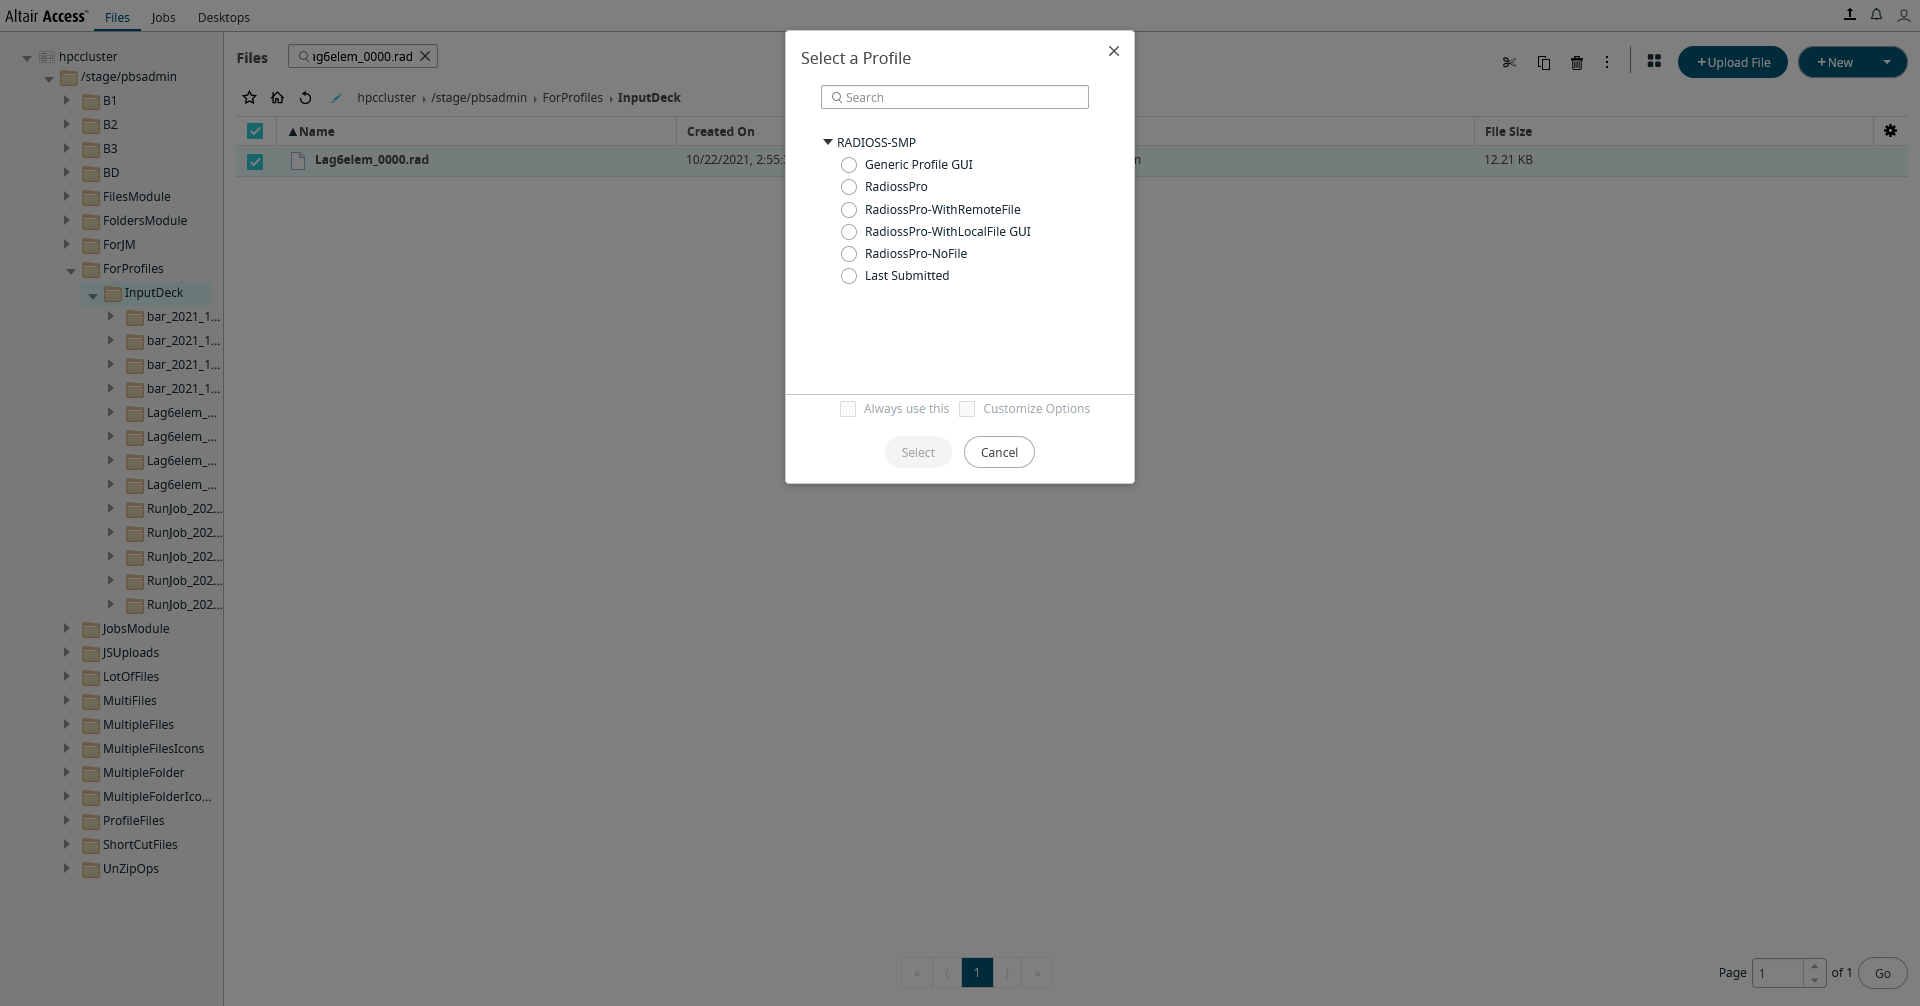 Altair Access™ Files Jobs Desktops
hpccluster
/stage/pbsadmin
B1
B2
B3
BD
FilesModule
FoldersModule
ForJM
ForProfiles
InputDeck
bar_2021_1...
bar_2021_1...
bar_2021_1...
bar_2021_1...
Lag6elem_...
Lag6elem_...
Lag6elem_...
Lag6elem_...
RunJob_202...
RunJob_202...
RunJob_202...
RunJob_202...
RunJob_202...
JobsModule
JSUploads
LotOfFiles
MultiFiles
MultipleFiles
MultipleFilesIcons
MultipleFolder
MultipleFolderIco...
ProfileFiles
ShortCutFiles
UnZipOps
Files ag6elem_0000.rad
+Upload File +New
hpccluster › /stage/pbsadmin › ForProfiles › InputDeck
▲Name Created On File Size
Lag6elem_0000.rad 10/22/2021, 2:55: n 12.21 KB
Select a Profile
Search
RADIOSS-SMP
Generic Profile GUI
RadiossPro
RadiossPro-WithRemoteFile
RadiossPro-WithLocalFile GUI
RadiossPro-NoFile
Last Submitted
Always use this Customize Options
Select Cancel
« ⟨ 1 ⟩ » Page 1 of 1 Go